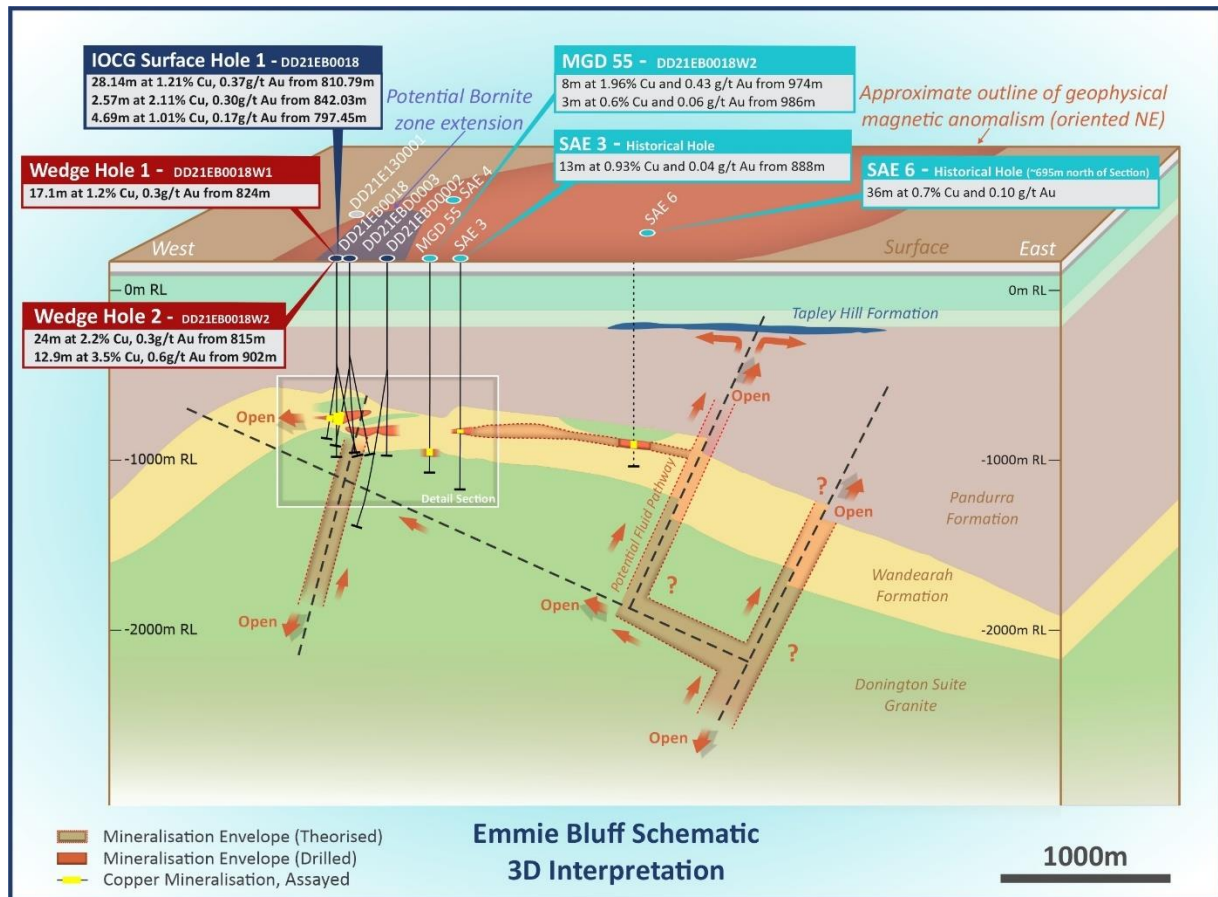 IOCG Surface Hole 1 - DD21EB0018
28.14m at 1.21% Cu, 0.37g/t Au from 810.79m
2.57m at 2.11% Cu, 0.30g/t Au from 842.03m
4.69m at 1.01% Cu, 0.17g/t Au from 797.45m
MGD 55 - DD21EB0018W2
8m at 1.96% Cu and 0.43 g/t Au from 974m
3m at 0.6% Cu and 0.06 g/t Au from 986m
Potential Bornite
zone extension
Approximate outline of geophysical
magnetic anomalism (oriented NE)
SAE 3 - Historical Hole
13m at 0.93% Cu and 0.04 g/t Au from 888m
Wedge Hole 1 - DD21EB0018W1
17.1m at 1.2% Cu, 0.3g/t Au from 824m
SAE 6 - Historical Hole (~695m north of Section)
36m at 0.7% Cu and 0.10 g/t Au
DD21E130001
DD21EB0018
DD21EBD0003
DD21EBD0002
SAE 4
MGD 55
SAE 3
SAE 6
West
Surface
East
0m RL
0m RL
Wedge Hole 2 - DD21EB0018W2
24m at 2.2% Cu, 0.3g/t Au from 815m
12.9m at 3.5% Cu, 0.6g/t Au from 902m
Tapley Hill Formation
Open
Open
-1000m RL
-1000m RL
Detail Section
Potential Fluid Pathway
?
Open
Pandurra
Formation
Wandearah
Formation
?
Open
Open
-2000m RL
-2000m RL
?
Donington Suite
Granite
Open
Mineralisation Envelope (Theorised)
Mineralisation Envelope (Drilled)
Copper Mineralisation, Assayed
Emmie Bluff Schematic
3D Interpretation
1000m